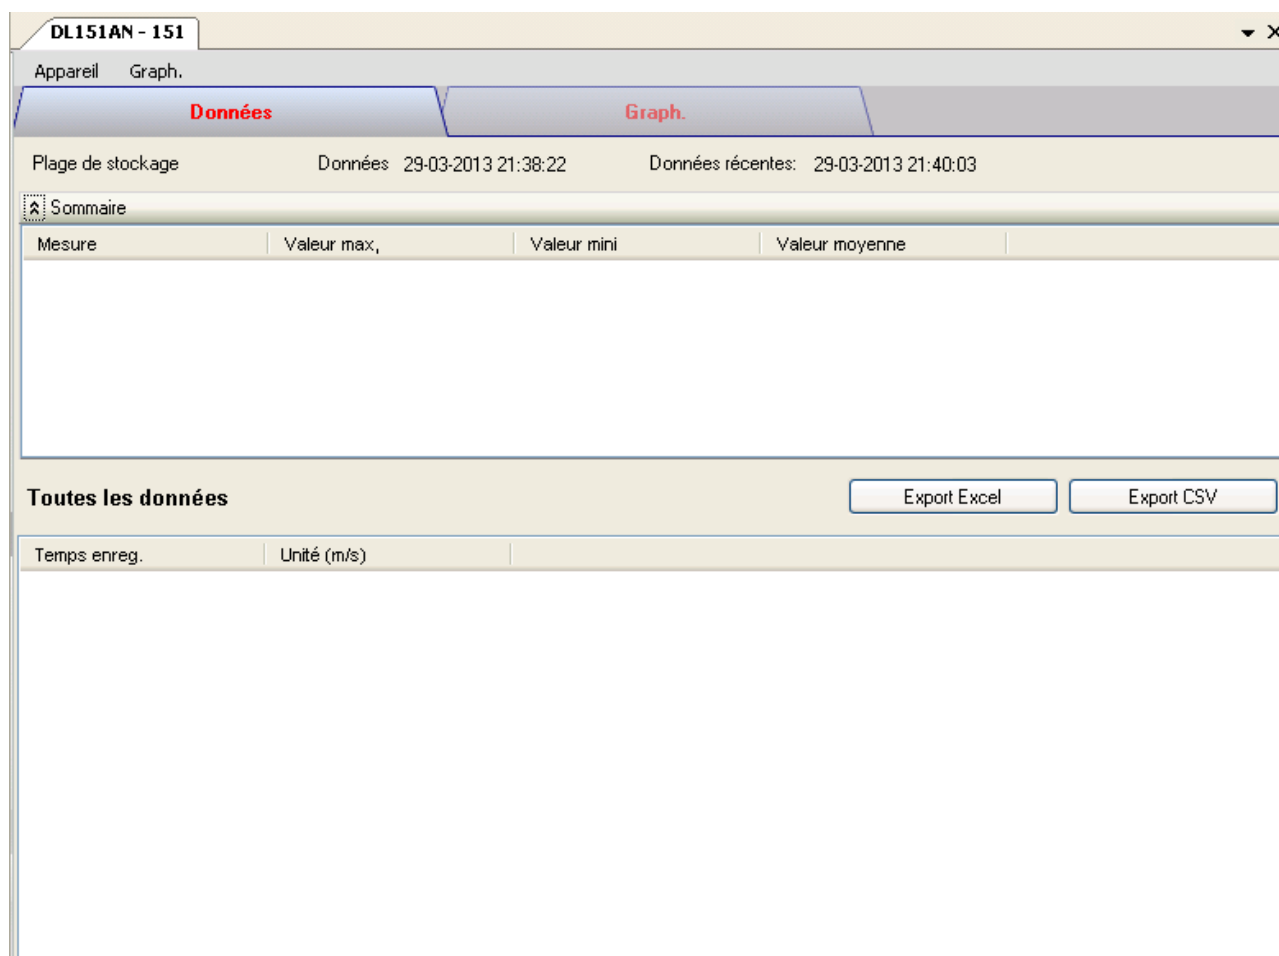 DL151AN - 151
Appareil Graph.
Données Graph.
Plage de stockage Données 29-03-2013 21:38:22 Données récentes: 29-03-2013 21:40:03
Sommaire
Mesure Valeur max, Valeur mini Valeur moyenne
Toutes les données Export Excel Export CSV
Temps enreg. Unité (m/s)